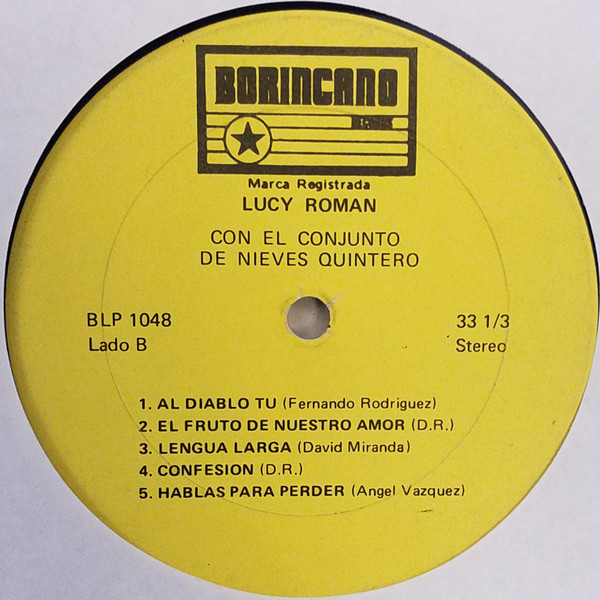 BORINCANO
Marca Registrada
LUCY ROMAN
CON EL CONJUNTO
DE NIEVES QUINTERO
BLP 1048
33 1/3
Lado B
Stereo
1. AL DIABLO TU (Fernando Rodriguez)
2. EL FRUTO DE NUESTRO AMOR (D.R.)
3. LENGUA LARGA (David Miranda)
4. CONFESION (D.R.)
5. HABLAS PARA PERDER (Angel Vazquez)